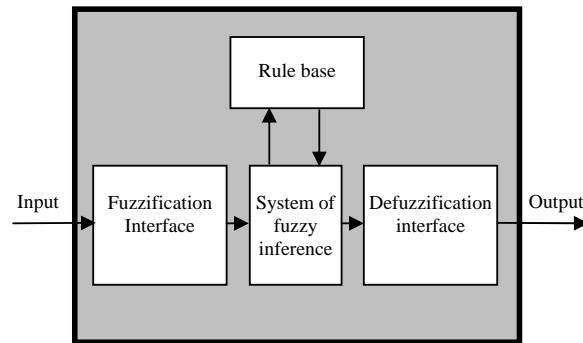 Rule base
Input
Fuzzification
Interface
System of
fuzzy
inference
Defuzzification
interface
Output